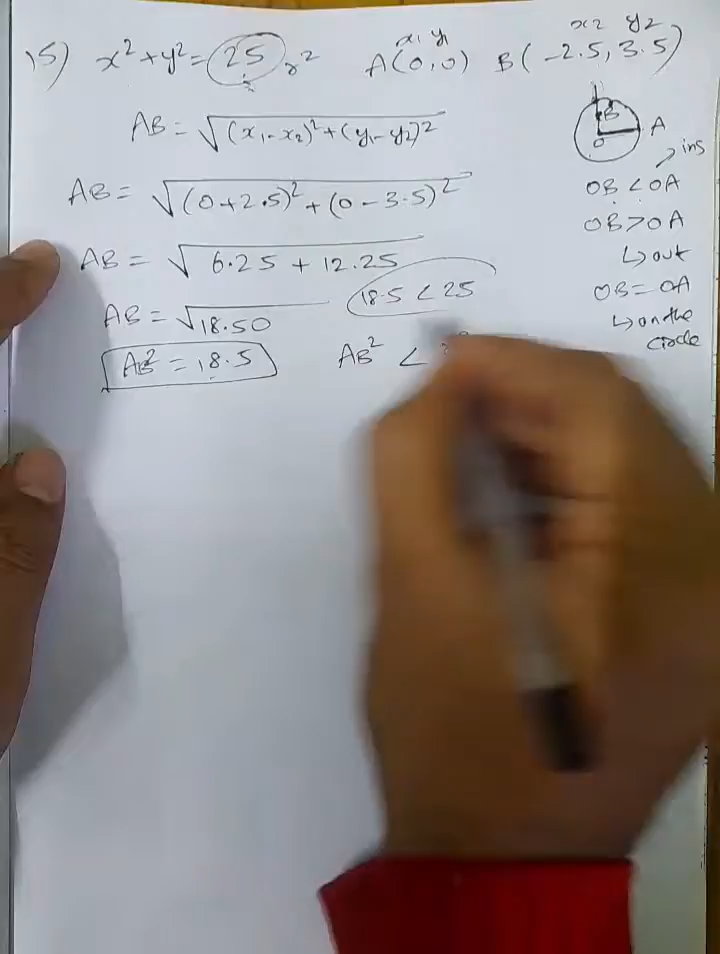 15) x²+y²= 25 r² A(0,0) B(-2.5, 3.5)
x₁ y₁ x₂ y₂
AB = √(x₁-x₂)²+(y₁-y₂)²
AB = √(0+2.5)²+(0-3.5)²
AB = √6.25 + 12.25
AB = √18.50
18.5 < 25
AB² = 18.5
AB² <
B
O
A
ins
OB < OA
OB > OA
↳ out
OB = OA
↳ on the
circle